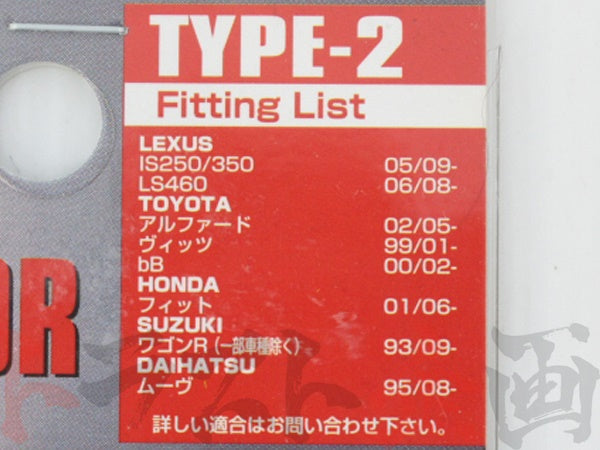 TYPE-2
Fitting List
LEXUS
IS250/350 05/09-
LS460 06/08-
TOYOTA
アルファード 02/05-
ヴィッツ 99/01-
bB 00/02-
HONDA
フィット 01/06-
SUZUKI
ワゴンR(一部車種除く) 93/09-
DAIHATSU
ムーヴ 95/08-
詳しい適合はお問い合わせ下さい。
OR